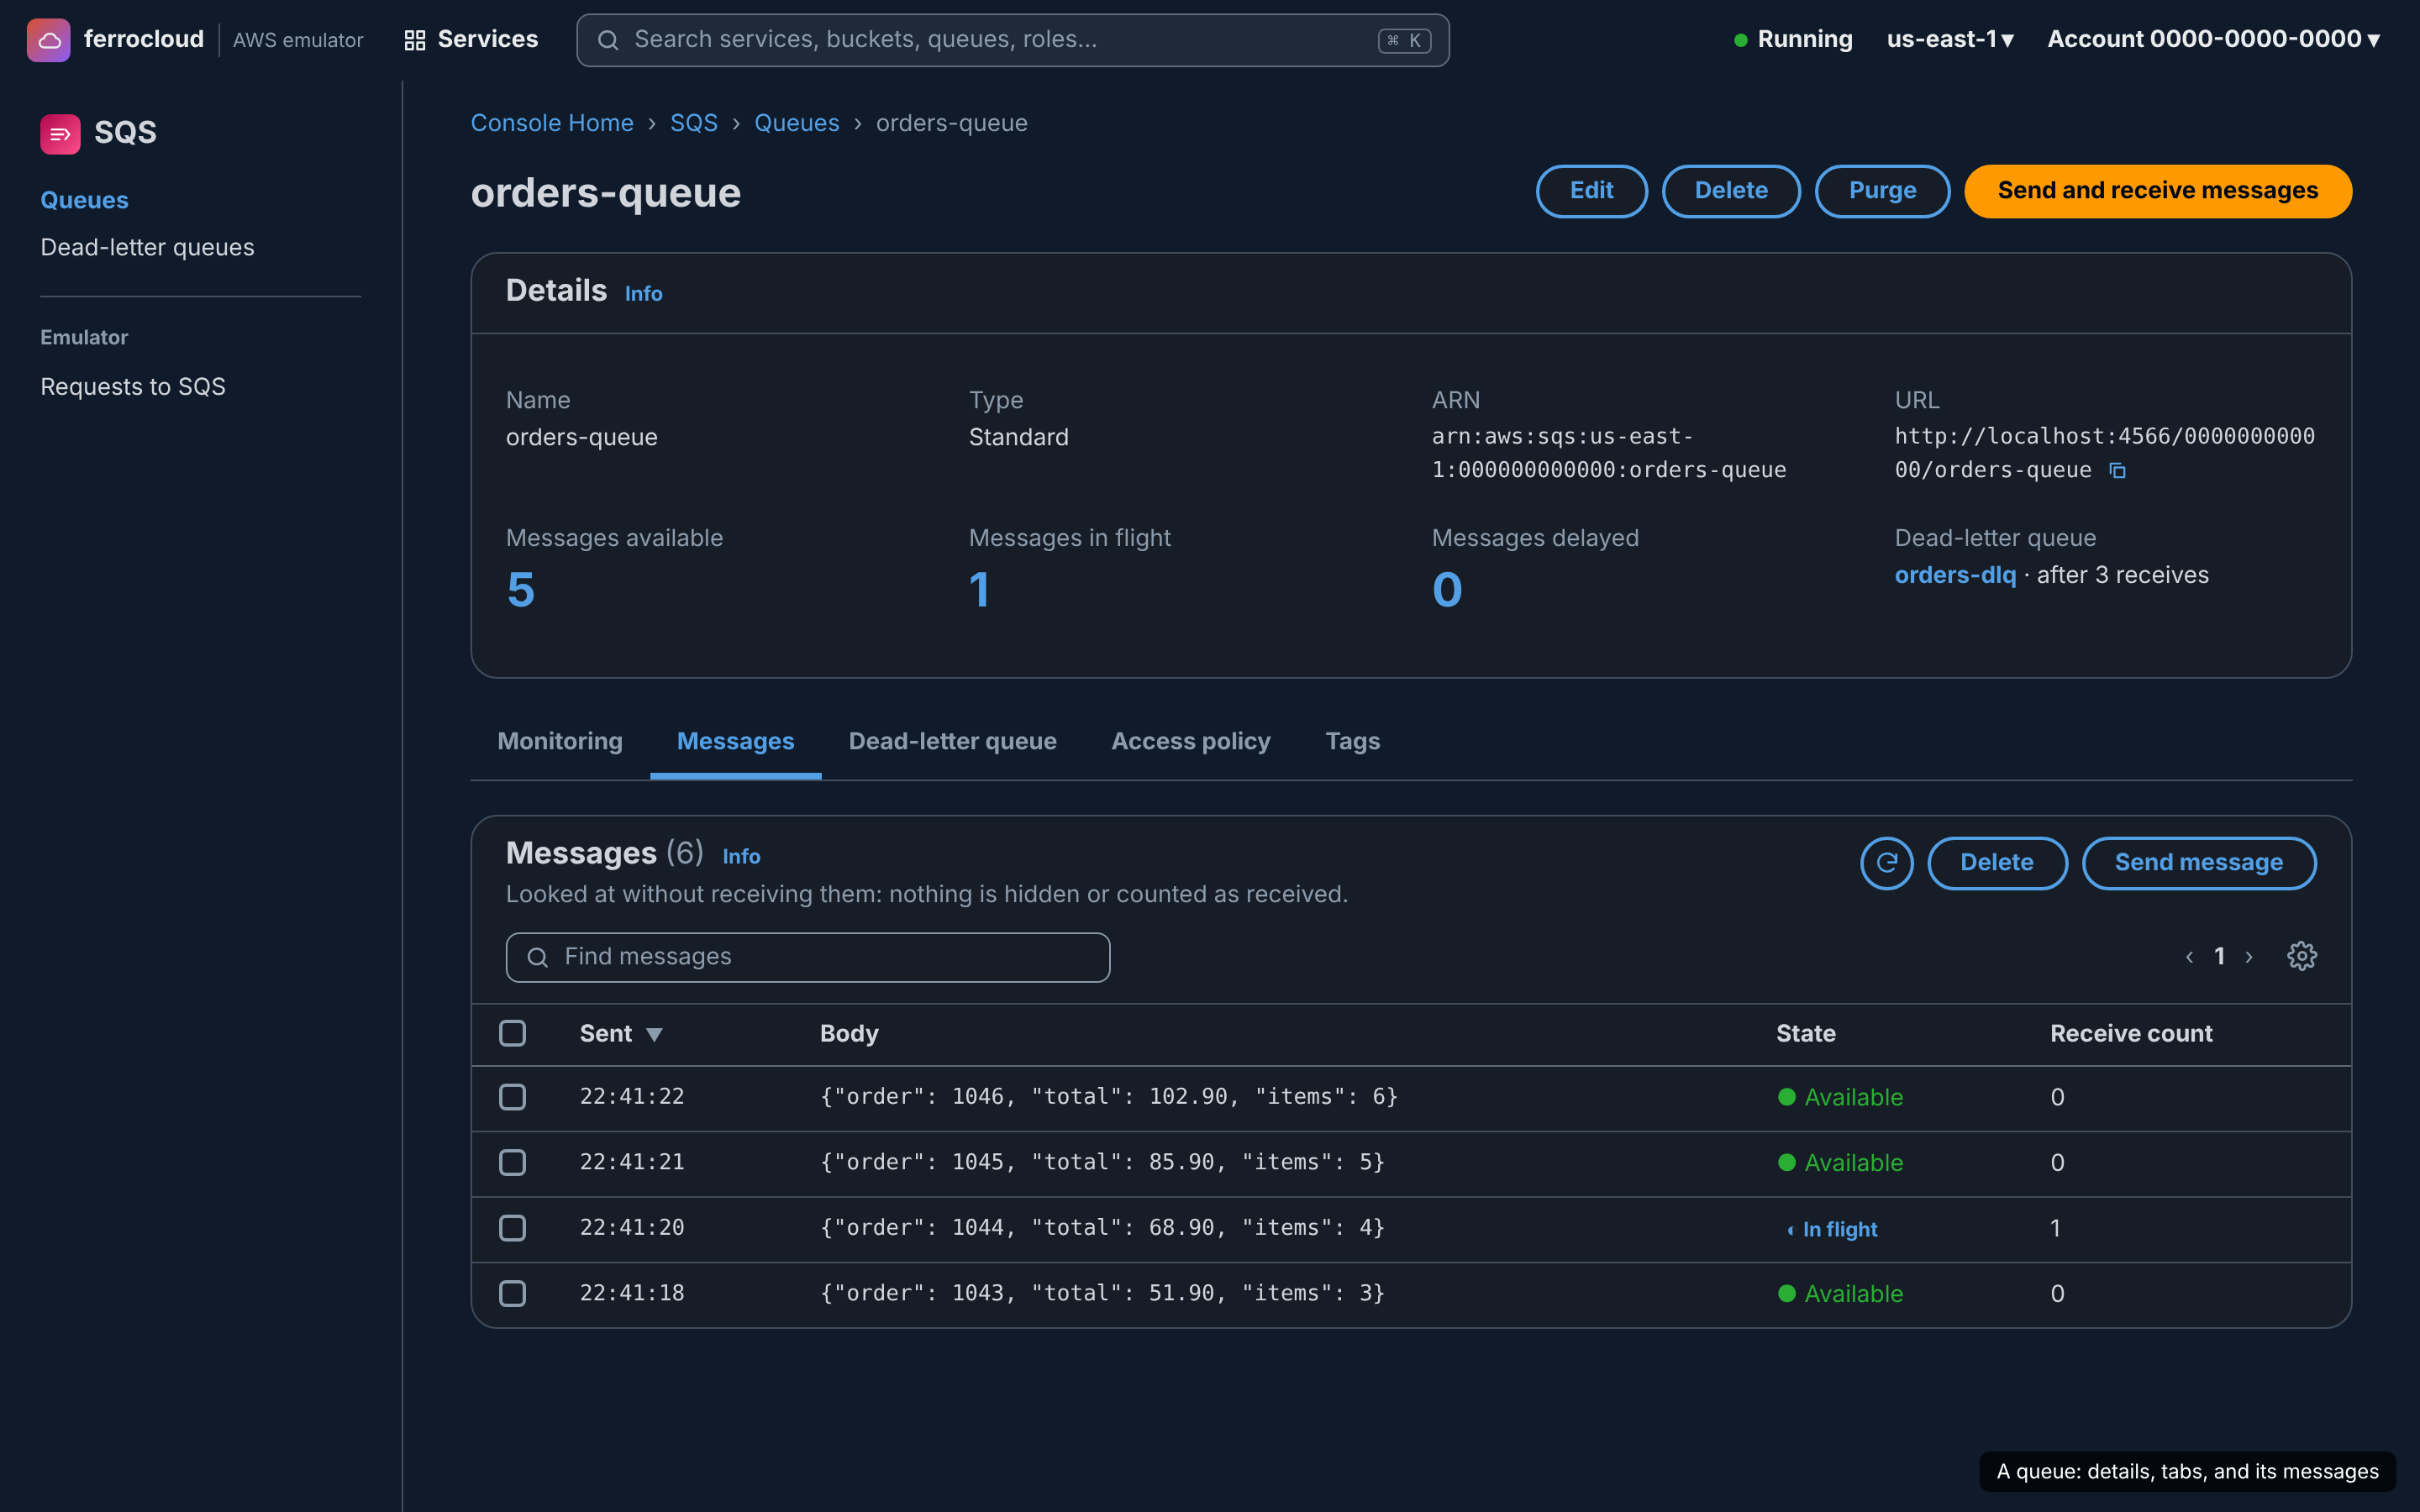 ferrocloud AWS emulator Services Search services, buckets, queues, roles... ⌘ K Running us-east-1 ▾ Account 0000-0000-0000 ▾
SQS
Queues
Dead-letter queues
Emulator
Requests to SQS
Console Home › SQS › Queues › orders-queue
orders-queue
Edit Delete Purge Send and receive messages
Details Info
Name
orders-queue
Type
Standard
ARN
arn:aws:sqs:us-east-
1:000000000000:orders-queue
URL
http://localhost:4566/0000000000
00/orders-queue
Messages available
5
Messages in flight
1
Messages delayed
0
Dead-letter queue
orders-dlq · after 3 receives
Monitoring Messages Dead-letter queue Access policy Tags
Messages (6) Info
Looked at without receiving them: nothing is hidden or counted as received.
Delete Send message
Find messages
‹ 1 ›
Sent ▼ Body State Receive count
22:41:22 {"order": 1046, "total": 102.90, "items": 6} Available 0
22:41:21 {"order": 1045, "total": 85.90, "items": 5} Available 0
22:41:20 {"order": 1044, "total": 68.90, "items": 4} In flight 1
22:41:18 {"order": 1043, "total": 51.90, "items": 3} Available 0
A queue: details, tabs, and its messages